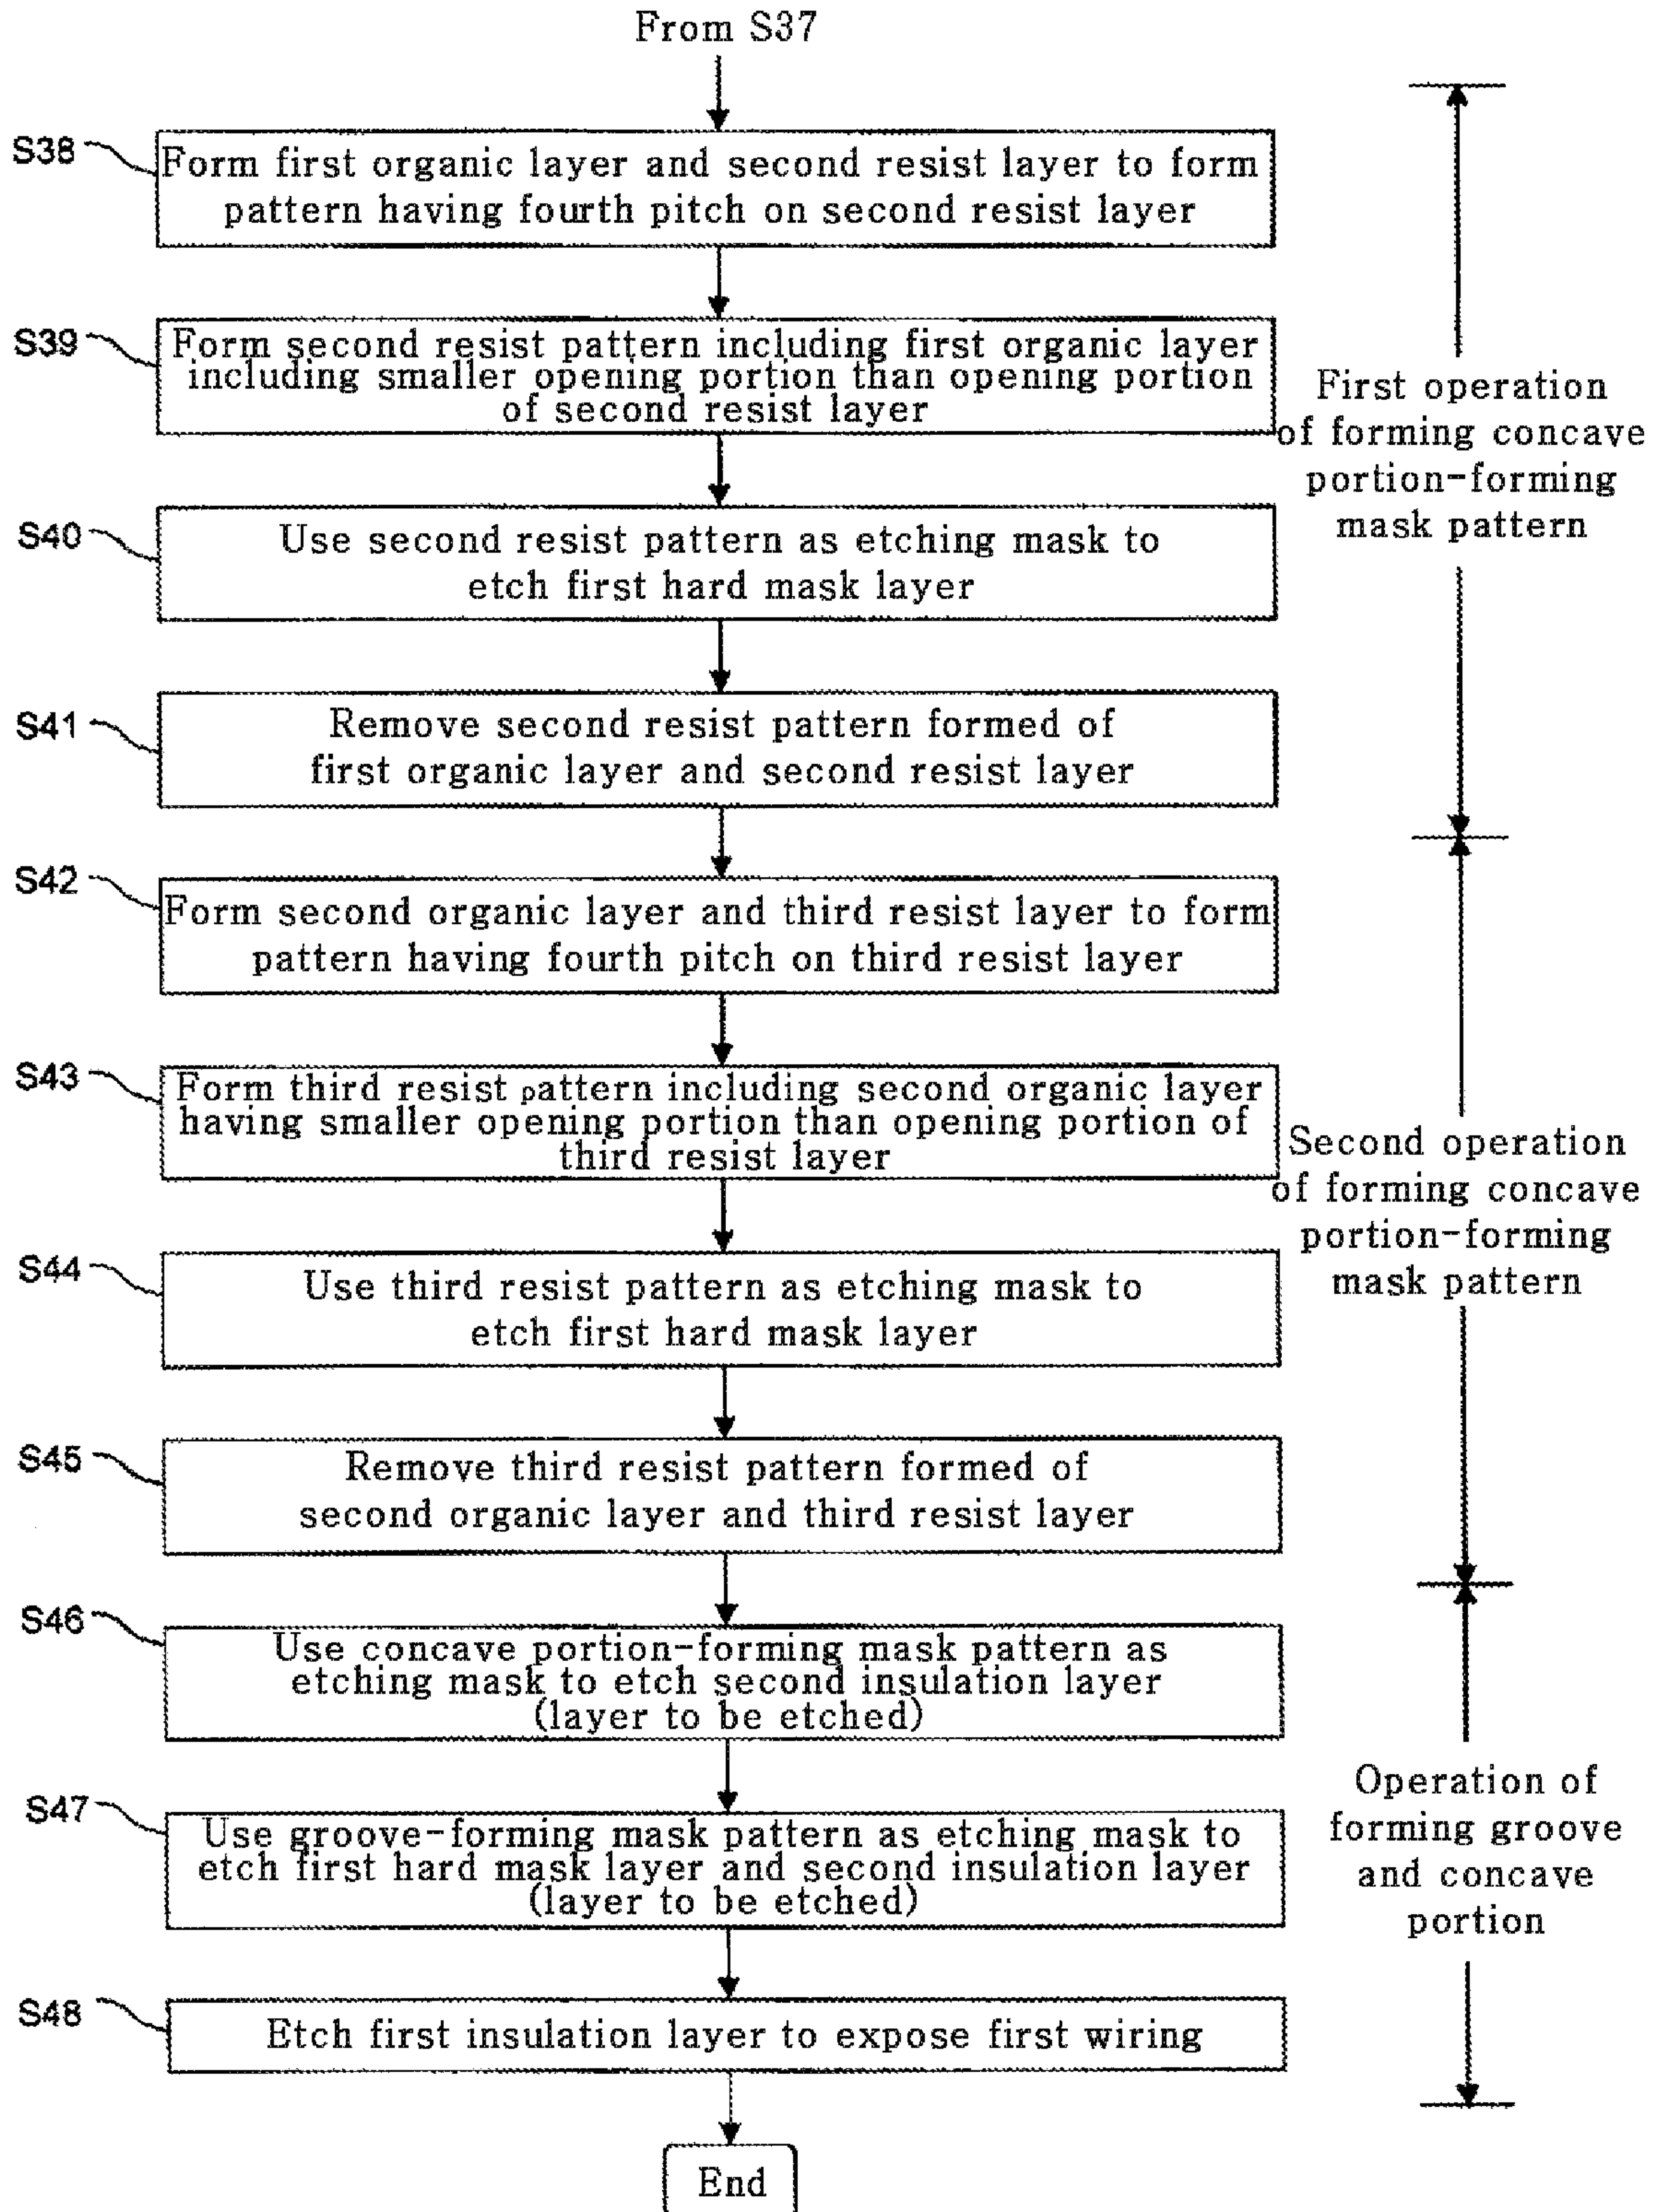 From S37
S38
Form first organic layer and second resist layer to form
pattern having fourth pitch on second resist layer
S39
Form second resist pattern including first organic layer
including smaller opening portion than opening portion
of second resist layer
First operation
of forming concave
portion-forming
mask pattern
S40
Use second resist pattern as etching mask to
etch first hard mask layer
S41
Remove second resist pattern formed of
first organic layer and second resist layer
S42
Form second organic layer and third resist layer to form
pattern having fourth pitch on third resist layer
S43
Form third resist pattern including second organic layer
having smaller opening portion than opening portion of
third resist layer
Second operation
of forming concave
portion-forming
mask pattern
S44
Use third resist pattern as etching mask to
etch first hard mask layer
S45
Remove third resist pattern formed of
second organic layer and third resist layer
S46
Use concave portion-forming mask pattern as
etching mask to etch second insulation layer
(layer to be etched)
S47
Use groove-forming mask pattern as etching mask to
etch first hard mask layer and second insulation layer
(layer to be etched)
Operation of
forming groove
and concave
portion
S48
Etch first insulation layer to expose first wiring
End